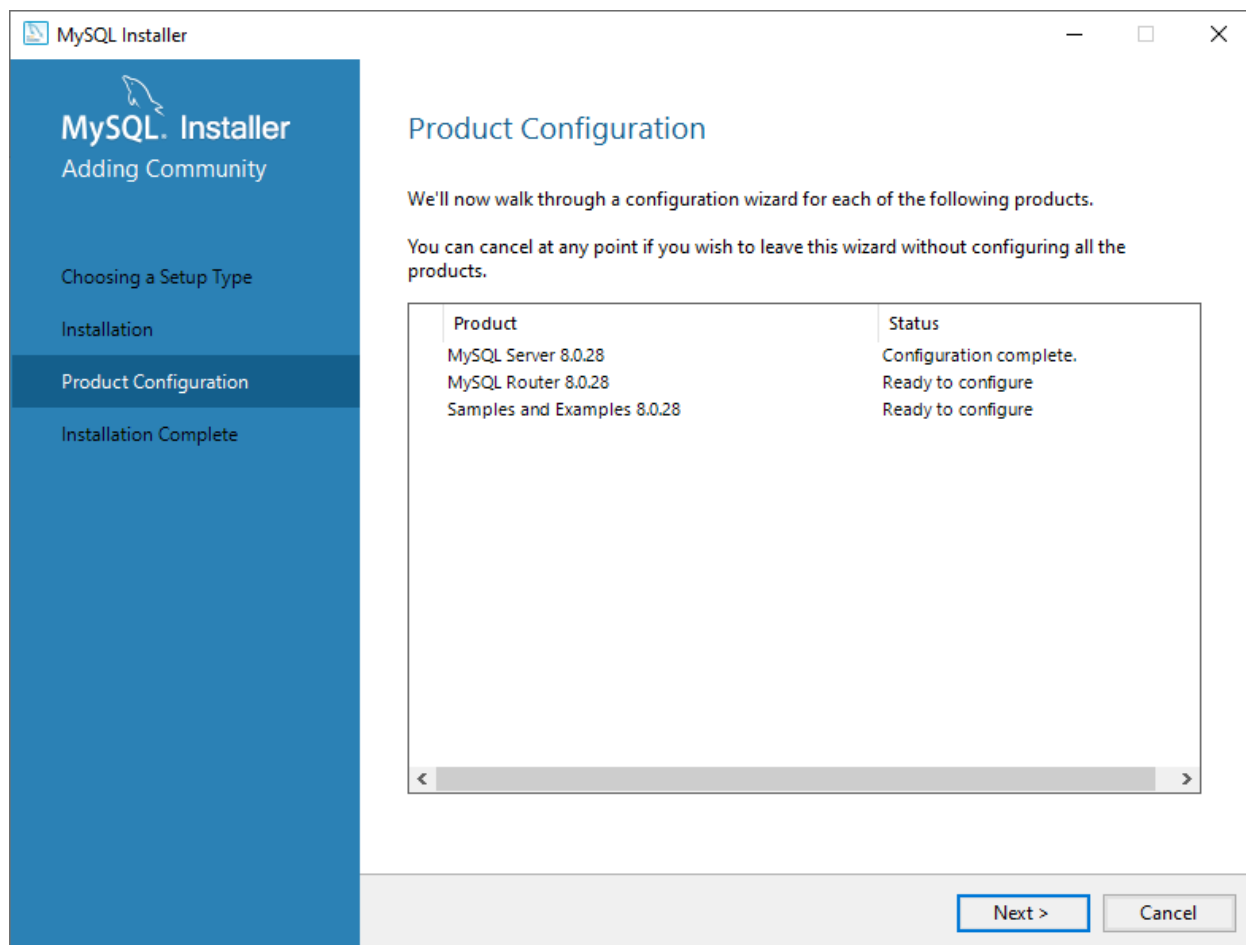 MySQL Installer
MySQL. Installer
Adding Community
Choosing a Setup Type
Installation
Product Configuration
Installation Complete
Product Configuration
We'll now walk through a configuration wizard for each of the following products.
You can cancel at any point if you wish to leave this wizard without configuring all the
products.
Product Status
MySQL Server 8.0.28 Configuration complete.
MySQL Router 8.0.28 Ready to configure
Samples and Examples 8.0.28 Ready to configure
Next > Cancel